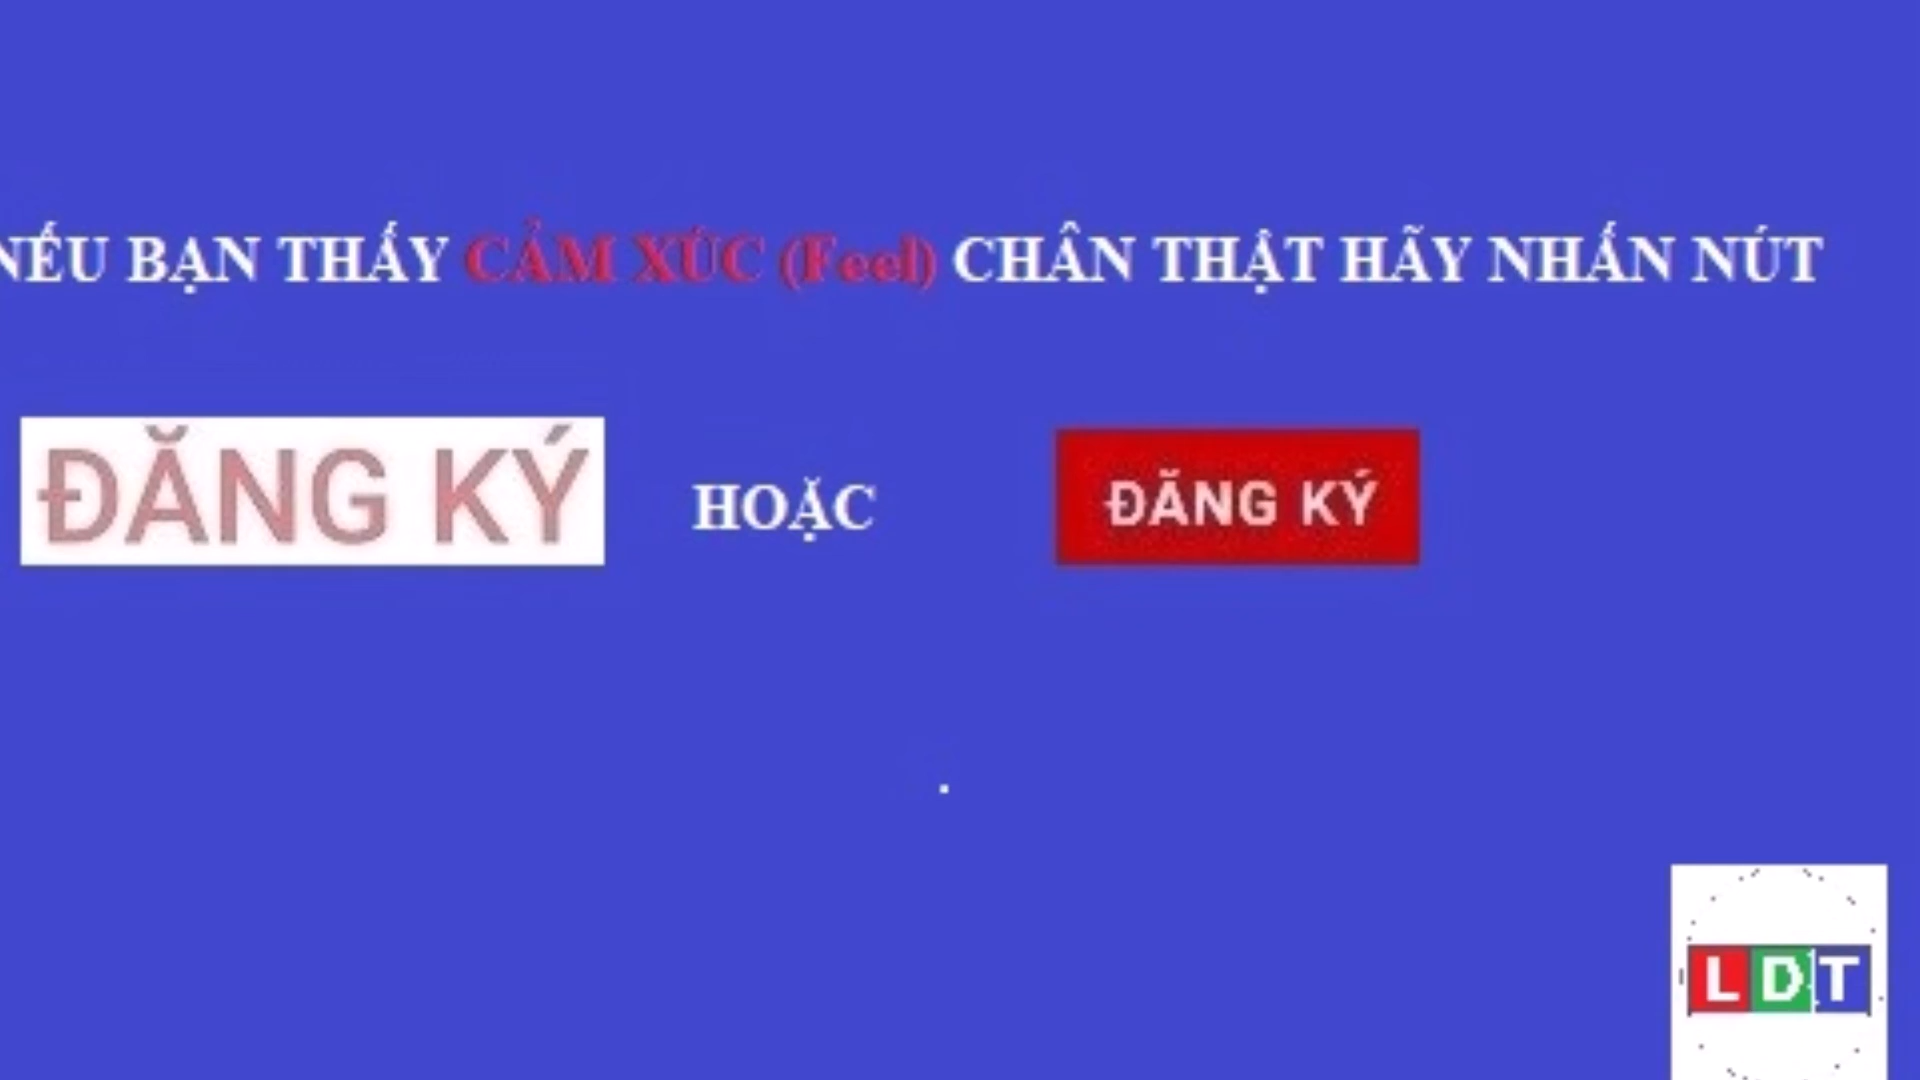 NẾU BẠN THẤY CẢM XÚC (Feel) CHÂN THẬT HÃY NHẤN NÚT
ĐĂNG KÝ HOẶC ĐĂNG KÝ
.
LDT